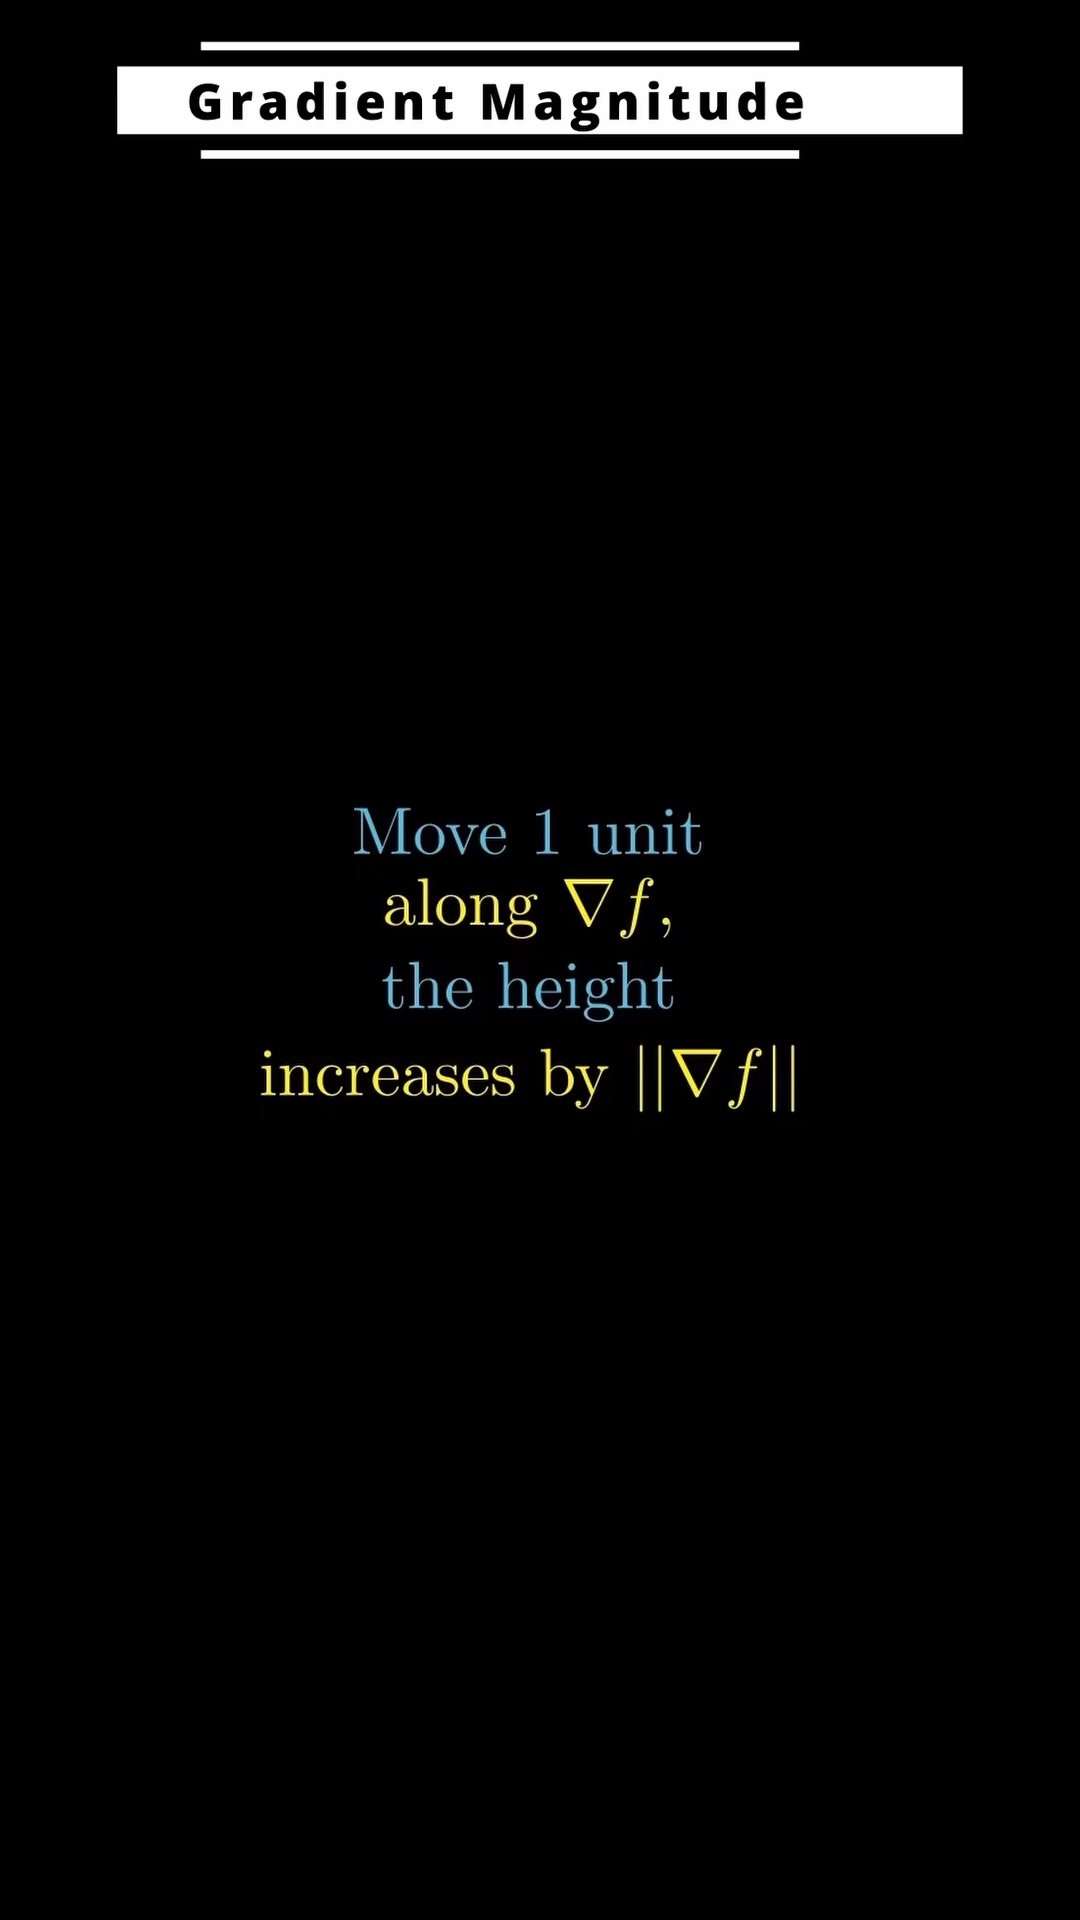 Gradient Magnitude
Move 1 unit
along ∇f,
the height
increases by ||∇f||